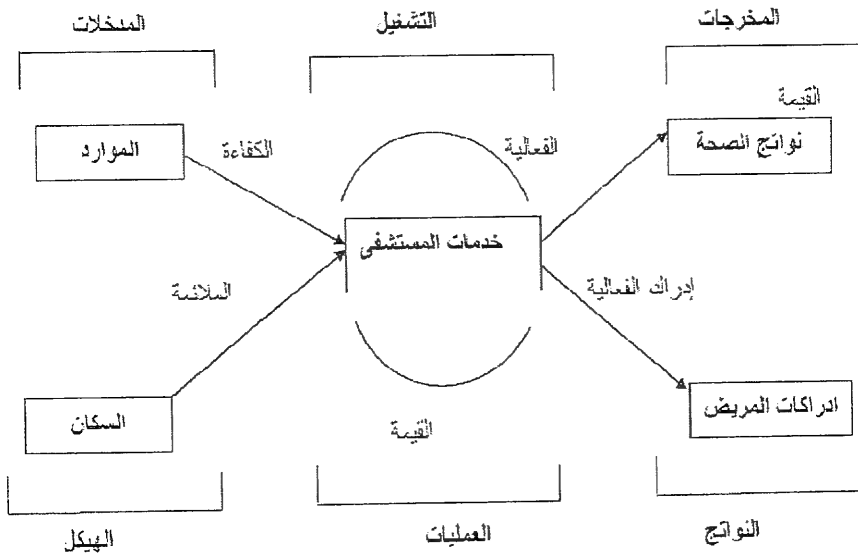 المدخلات
التشغيل
المخرجات
القيمة
الموارد
الكفاءة
الفعالية
نواتج الصحة
خدمات المستشفى
الملائمة
إدراك الفعالية
السكان
القيمة
ادراكات المريض
الهيكل
العمليات
النواتج